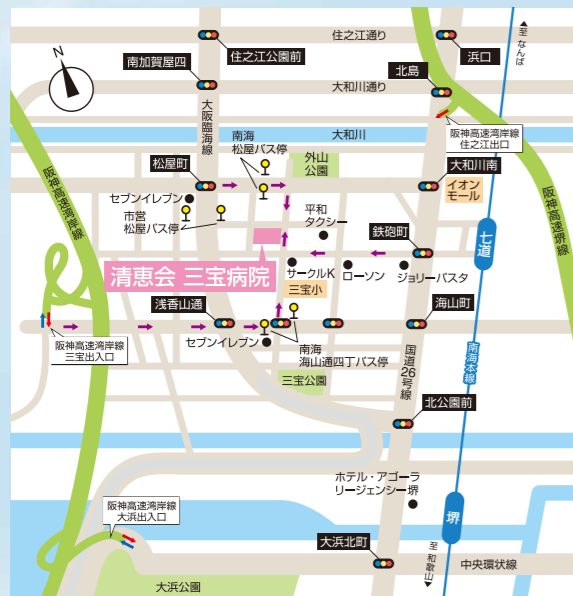 住之江通り
至 なんば
住之江公園前
浜口
N
南加賀屋四
北島
大和川通り
大阪臨海線
大和川
南海
松屋バス停
外山
公園
阪神高速湾岸線
住之江出口
松屋町
大和川南
阪神高速湾岸線
セブンイレブン
イオン
モール
阪神高速堺線
市営
松屋バス停
平和
タクシー
鉄砲町
七道
清恵会 三宝病院
サークルK
ローソン
ジョリーパスタ
三宝小
浅香山通
海山町
阪神高速湾岸線
三宝出入口
セブンイレブン
南海
海山通四丁バス停
国道26号線
南海本線
三宝公園
北公園前
ホテル・アゴーラ
リージェンシー堺
阪神高速湾岸線
大浜出入口
堺
大浜北町
至 和歌山
中央環状線
大浜公園